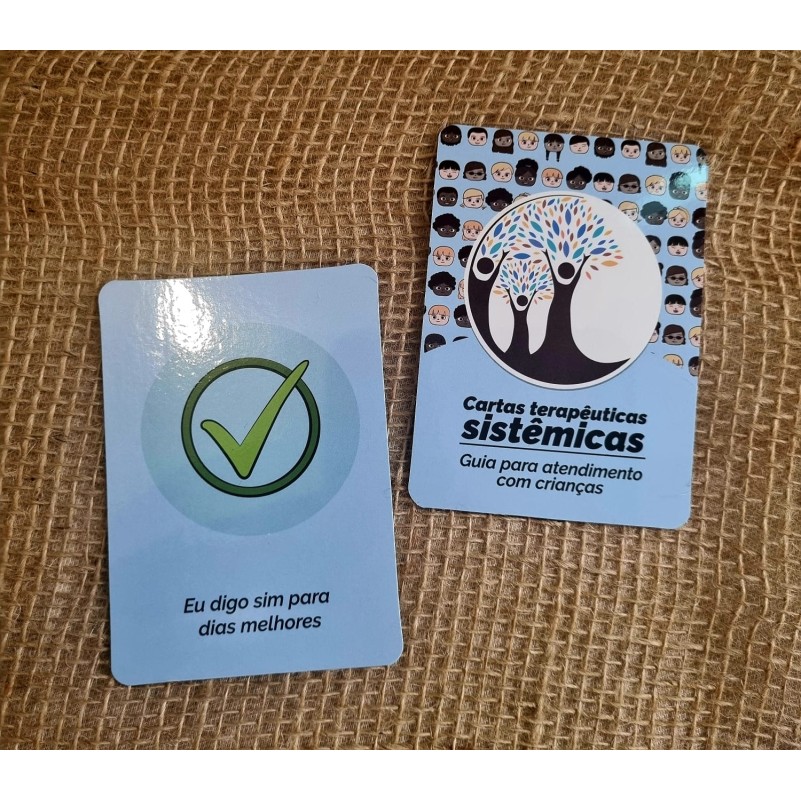 Cartas terapêuticas
sistêmicas
Guia para atendimento
com crianças
Eu digo sim para
dias melhores